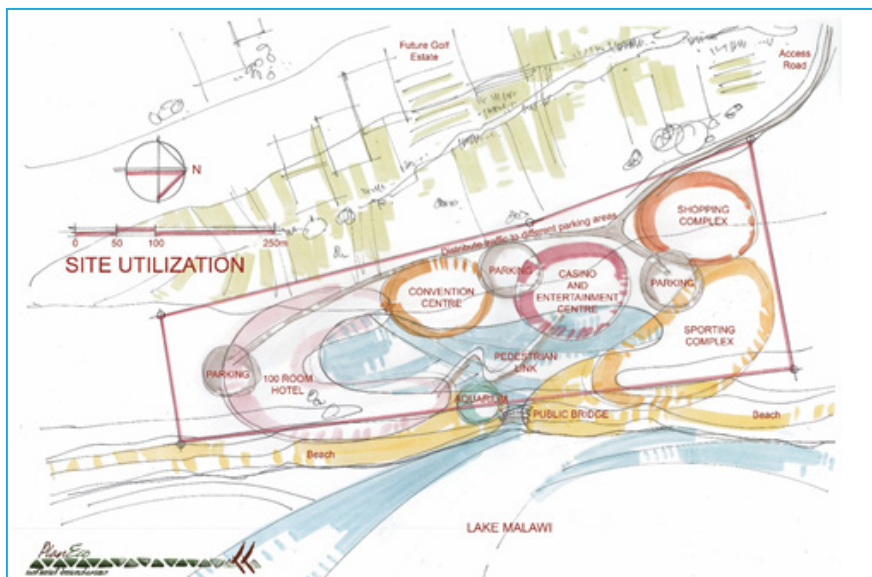 Future Golf
Estate
Access
Road
N
0 50 100 250m
SITE UTILIZATION
Distribute traffic to different parking areas
SHOPPING
COMPLEX
PARKING
CASINO
AND
ENTERTAINMENT
CENTRE
PARKING
CONVENTION
CENTRE
SPORTING
COMPLEX
PEDESTRIAN
LINK
PARKING
100 ROOM
HOTEL
AQUARIUM
PUBLIC BRIDGE
Beach
Beach
LAKE MALAWI
PlanEco